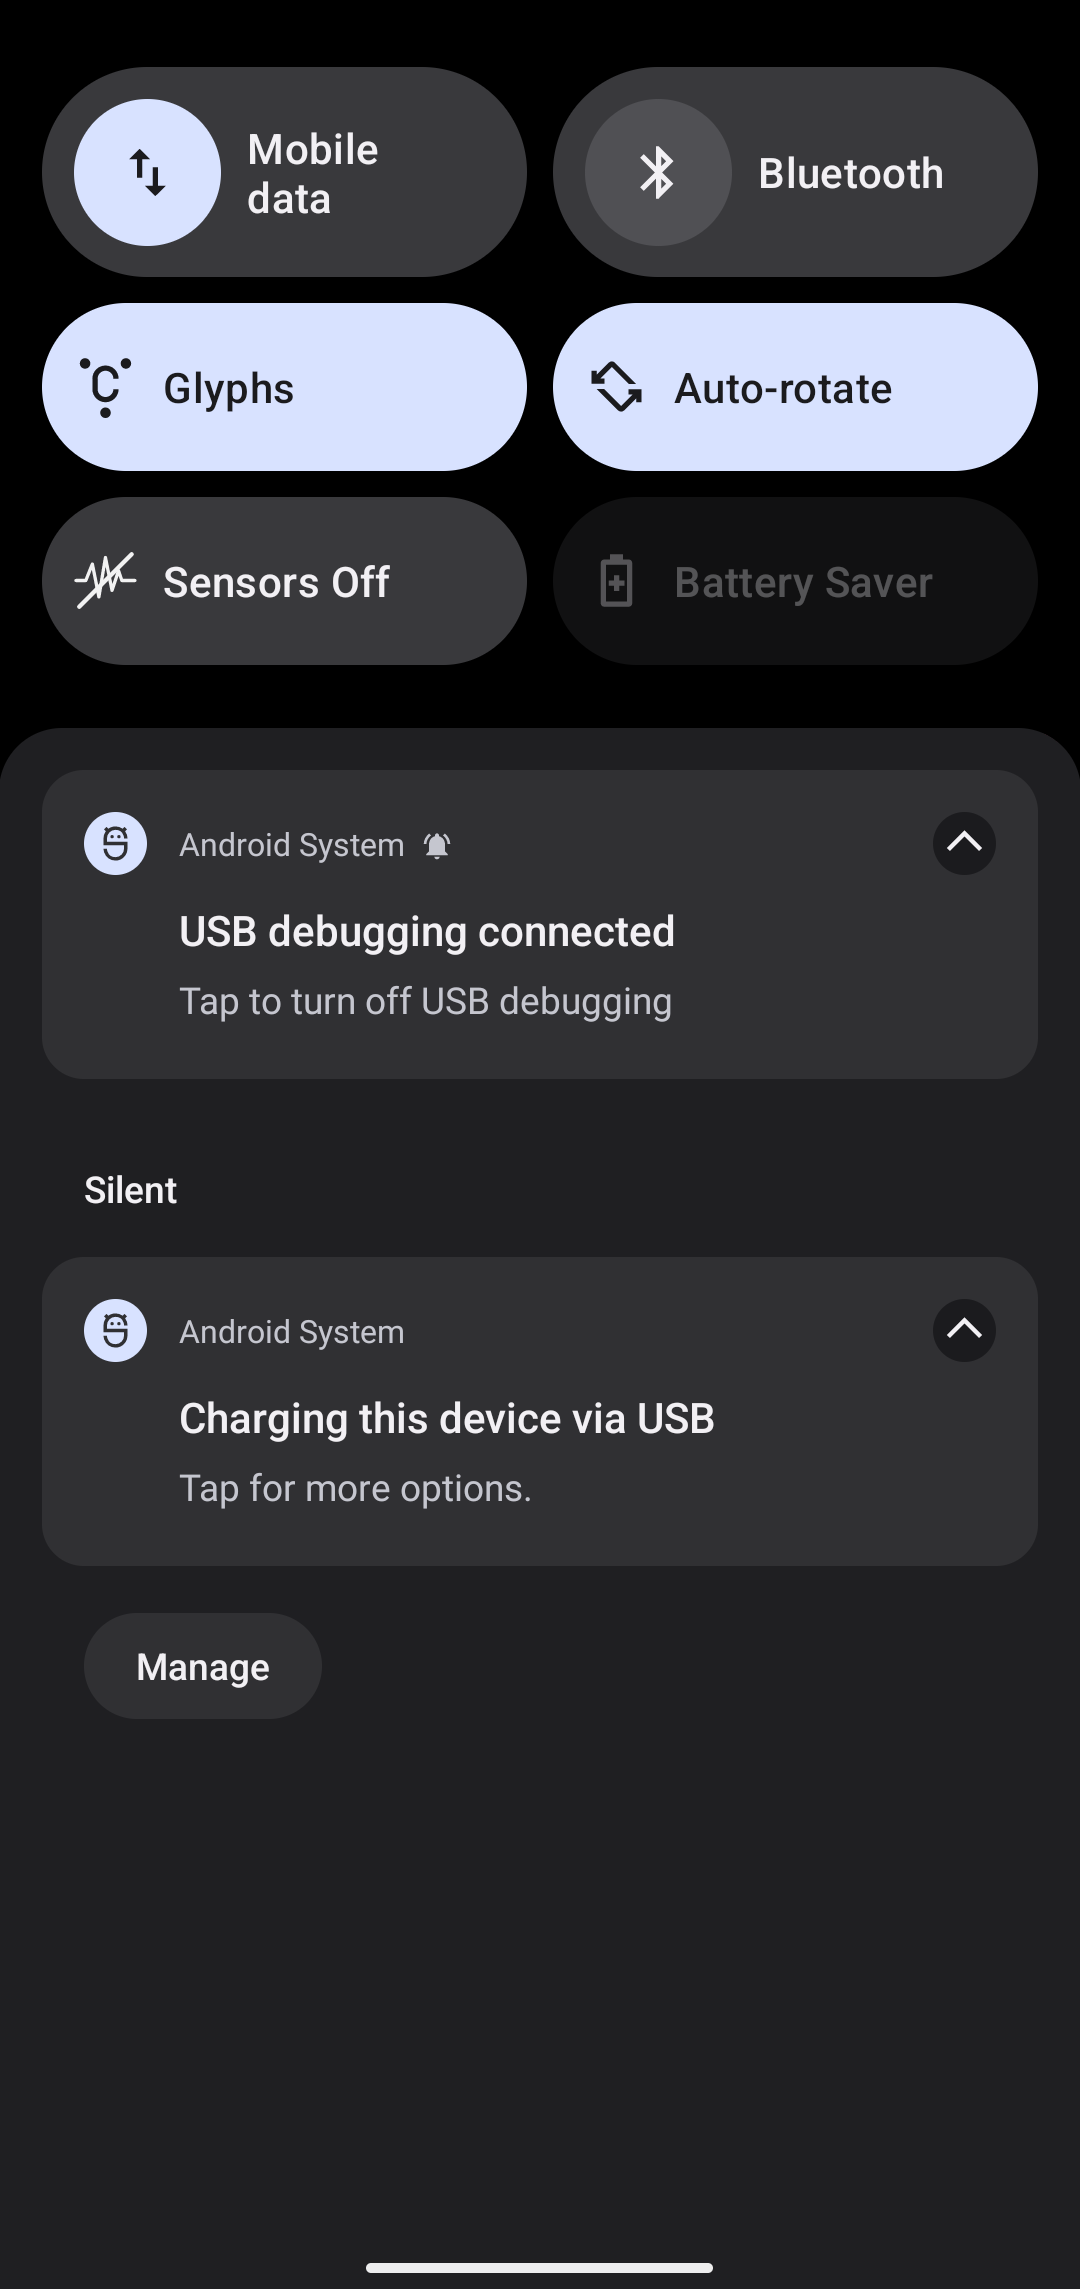 Mobile
data
Bluetooth
Glyphs
Auto-rotate
Sensors Off
Battery Saver
Android System
USB debugging connected
Tap to turn off USB debugging
Silent
Android System
Charging this device via USB
Tap for more options.
Manage